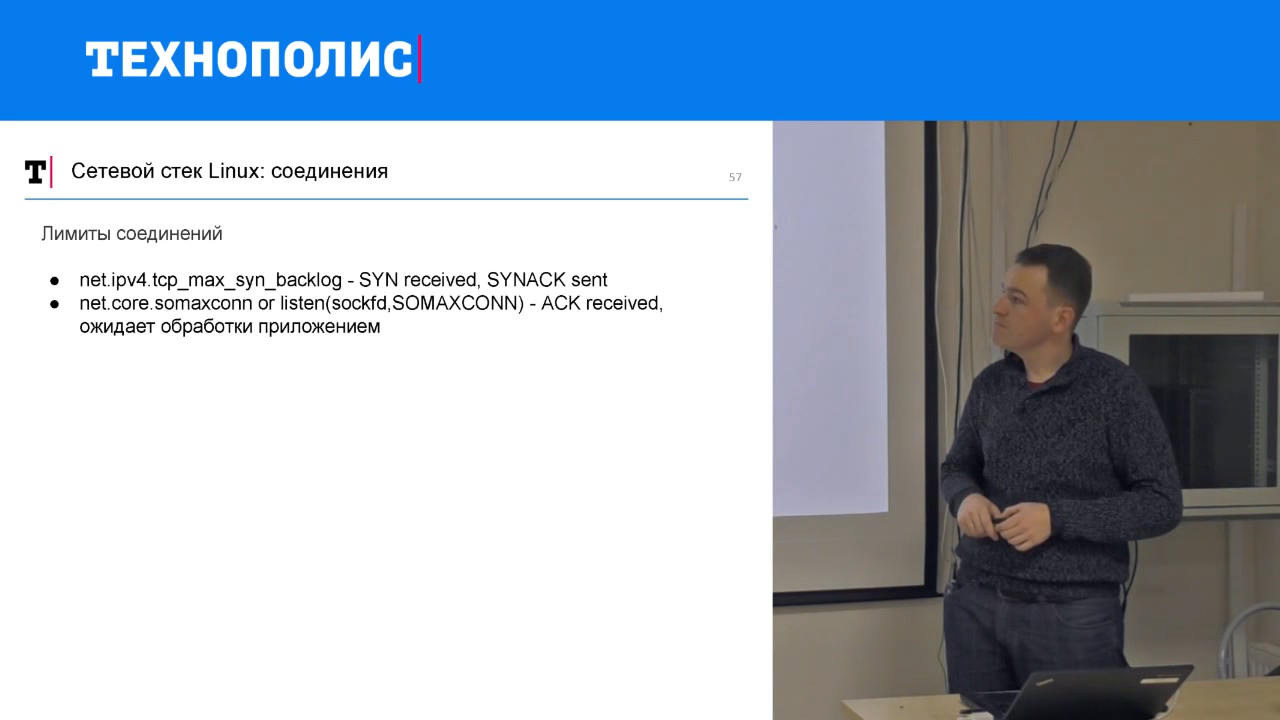 ТЕХНОПОЛИС
T
Сетевой стек Linux: соединения
57
Лимиты соединений
● net.ipv4.tcp_max_syn_backlog - SYN received, SYNACK sent
● net.core.somaxconn or listen(sockfd,SOMAXCONN) - ACK received,
ожидает обработки приложением